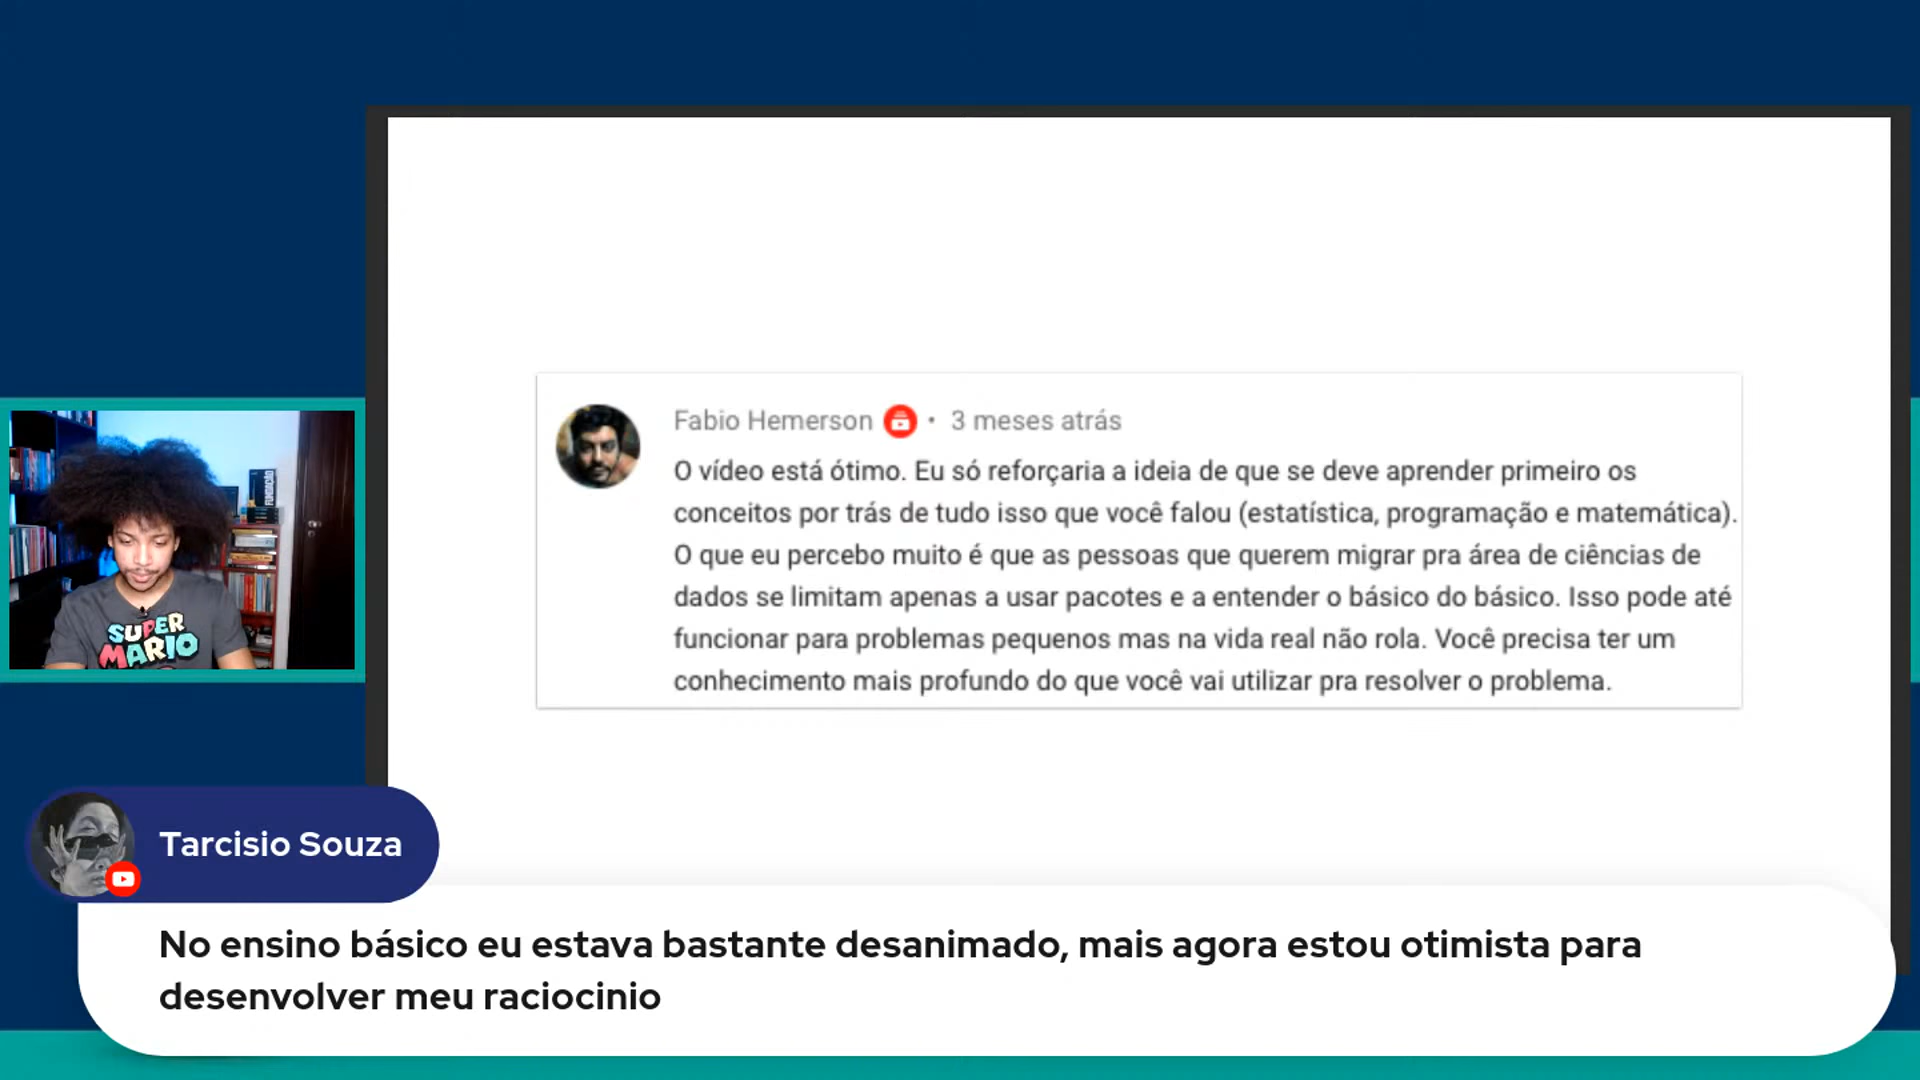 Fabio Hemerson • 3 meses atrás
O vídeo está ótimo. Eu só reforçaria a ideia de que se deve aprender primeiro os
conceitos por trás de tudo isso que você falou (estatística, programação e matemática).
O que eu percebo muito é que as pessoas que querem migrar pra área de ciências de
dados se limitam apenas a usar pacotes e a entender o básico do básico. Isso pode até
funcionar para problemas pequenos mas na vida real não rola. Você precisa ter um
conhecimento mais profundo do que você vai utilizar pra resolver o problema.
FUNDAÇÃO
SUPER
MARIO
Tarcisio Souza
No ensino básico eu estava bastante desanimado, mais agora estou otimista para
desenvolver meu raciocinio